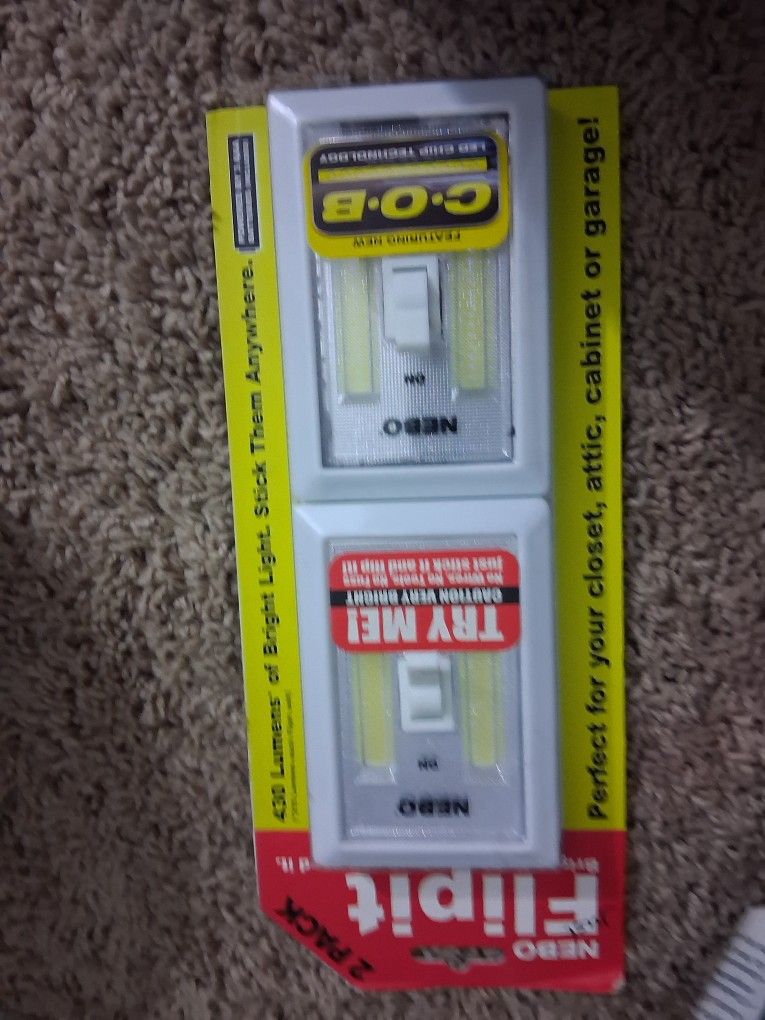 NEBO
Flipit
2 PACK
430 Lumens of Bright Light. Stick Them Anywhere.
TRY ME!
CAUTION VERY BRIGHT
No Wires, No Tools, No Fuss
just stick it and flip it!
ON
NEBO
FEATURING NEW
C•O•B
LED CHIP TECHNOLOGY
ON
NEBO
Perfect for your closet, attic, cabinet or garage!